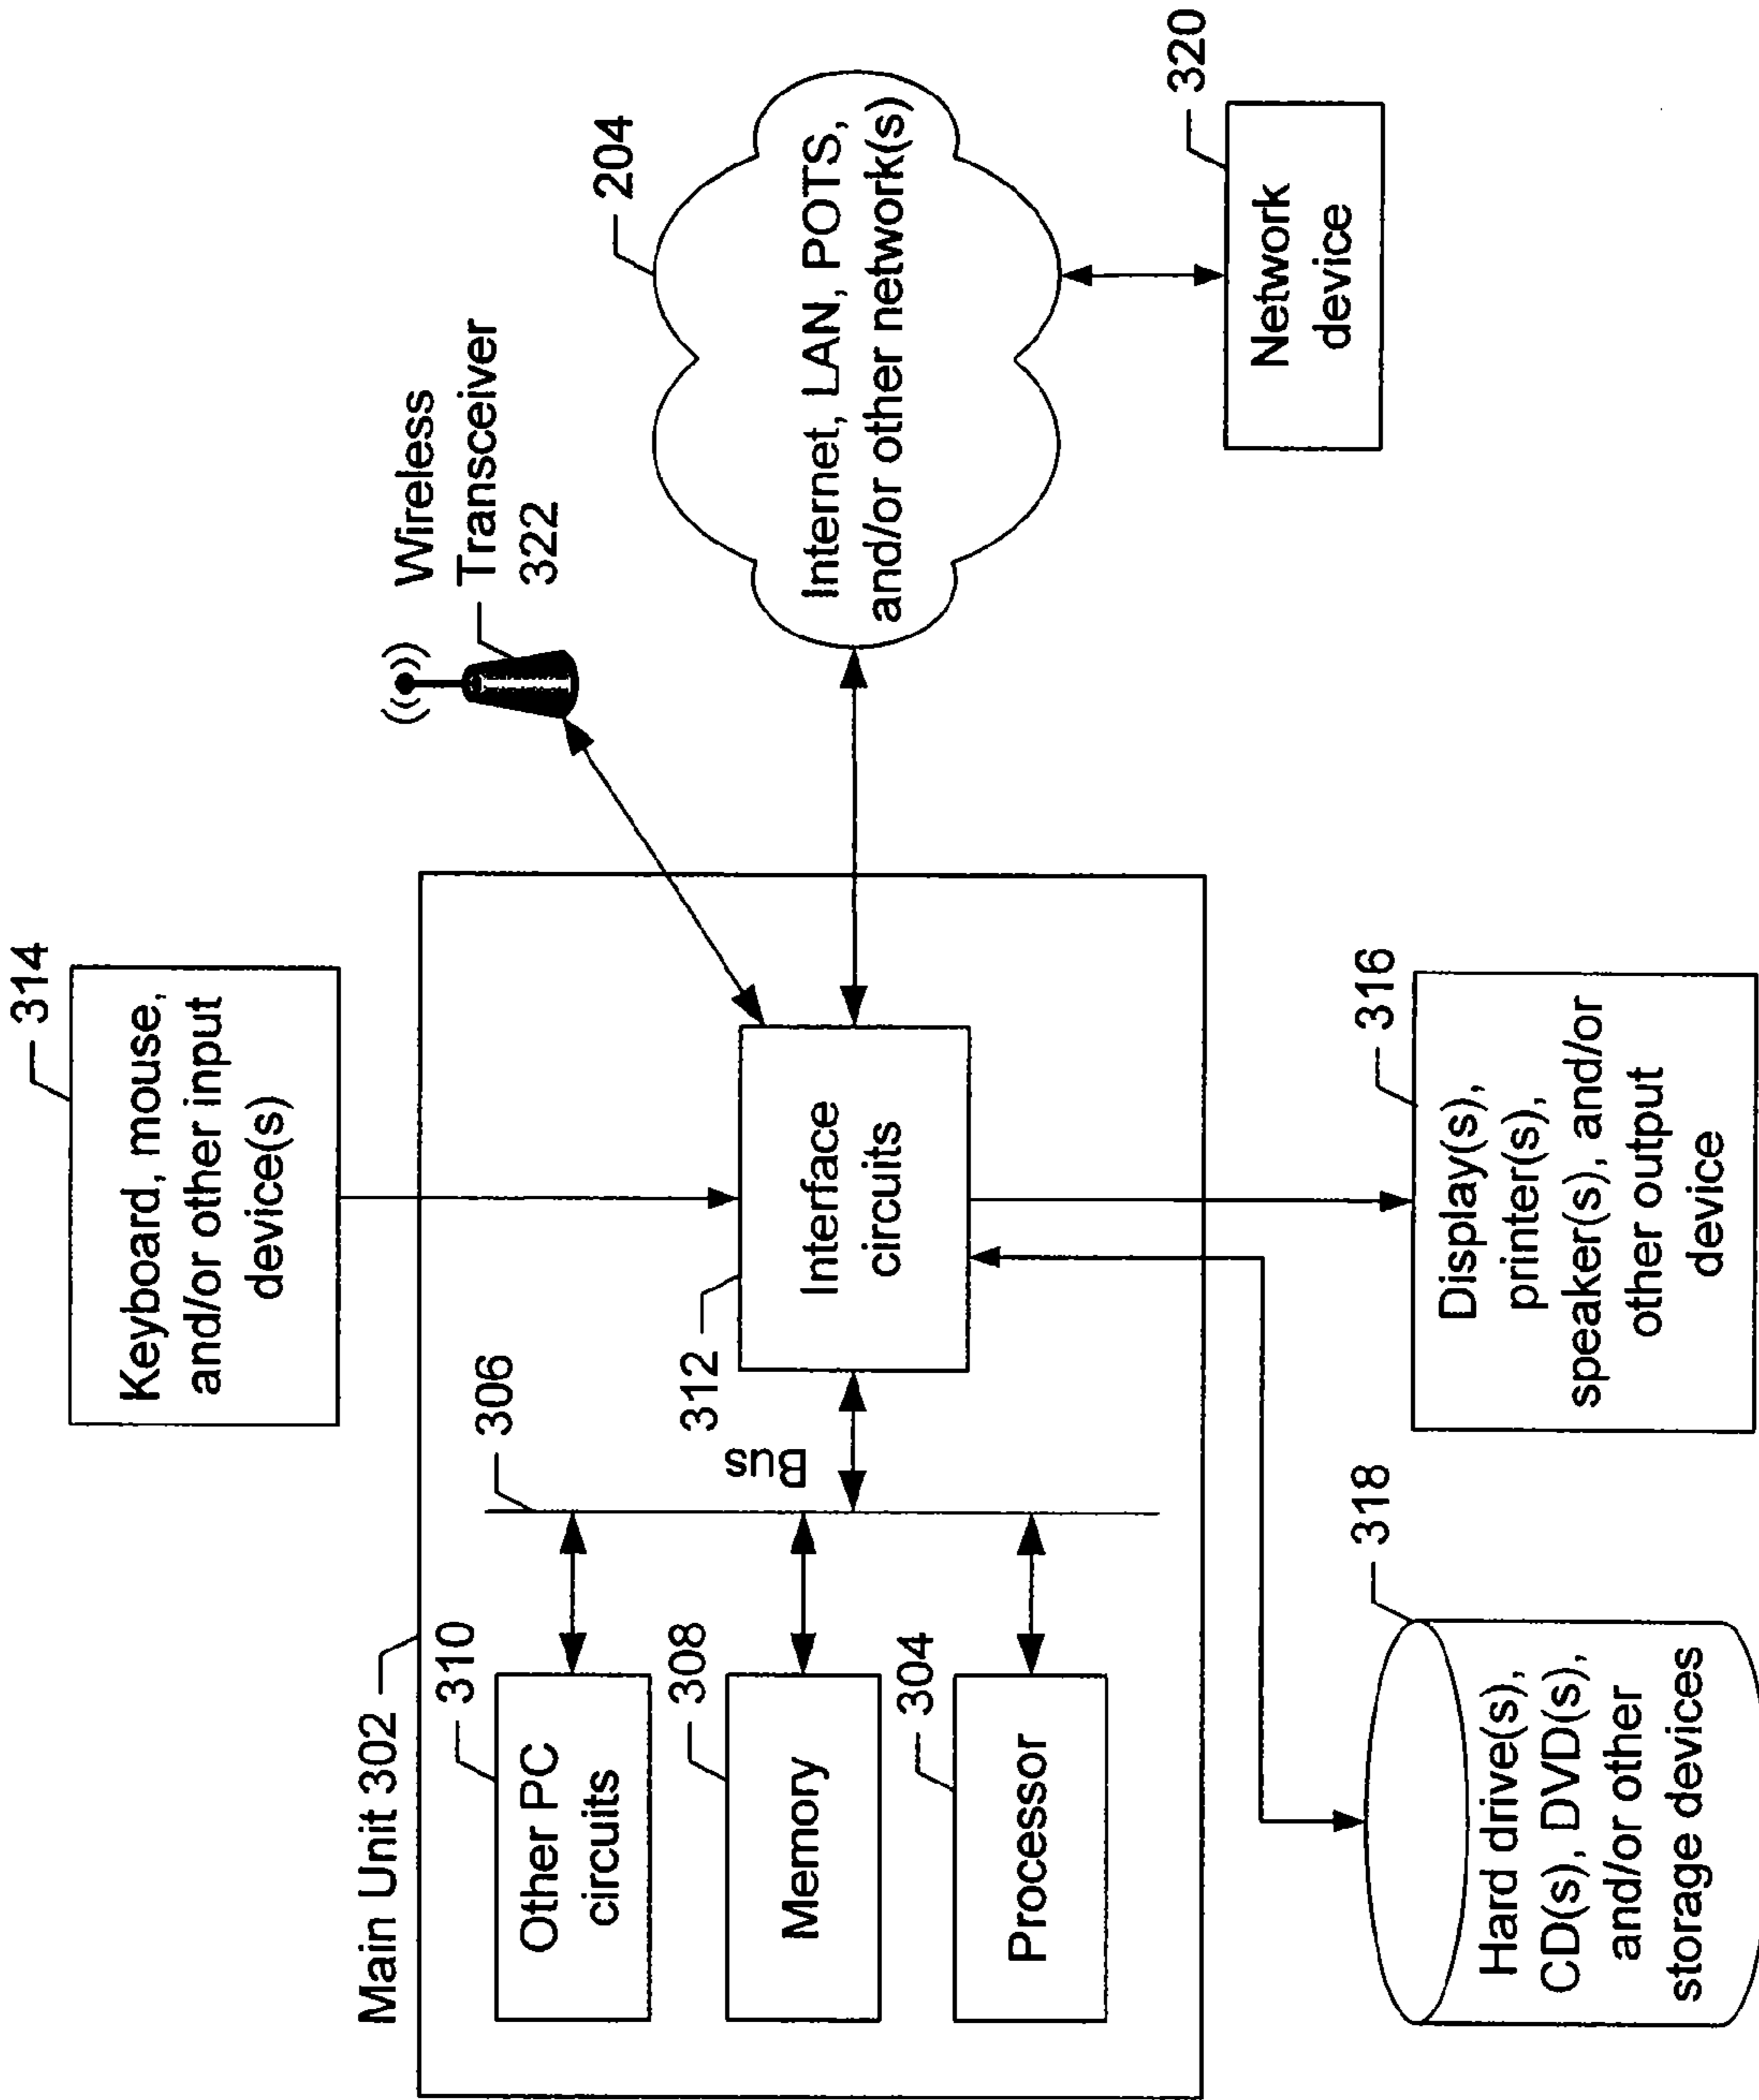 314
Keyboard, mouse,
and/or other input
device(s)
Wireless
Transceiver
322
204
Internet, LAN, POTS,
and/or other network(s)
320
Network
device
Main Unit 302
310
Other PC
circuits
308
Memory
304
Processor
306
Bus
312
Interface
circuits
318
Hard drive(s),
CD(s), DVD(s),
and/or other
storage devices
316
Display(s),
printer(s),
speaker(s), and/or
other output
device